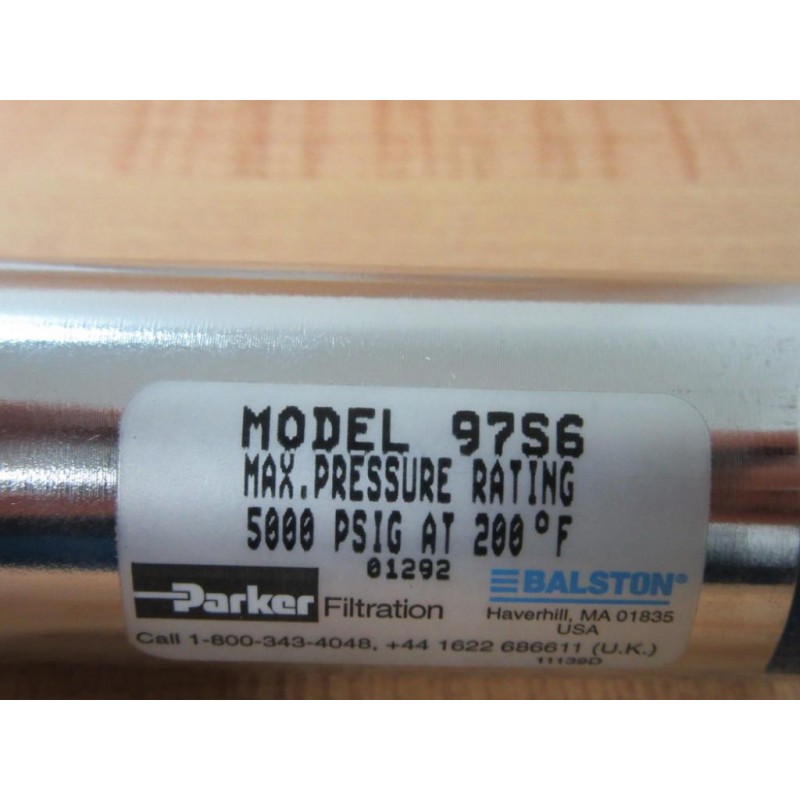 MODEL 97S6
MAX.PRESSURE RATING
5000 PSIG AT 200°F
01292
Parker Filtration
BALSTON®
Haverhill, MA 01835
USA
Call 1-800-343-4048, +44 1622 686611 (U.K.)
11139D